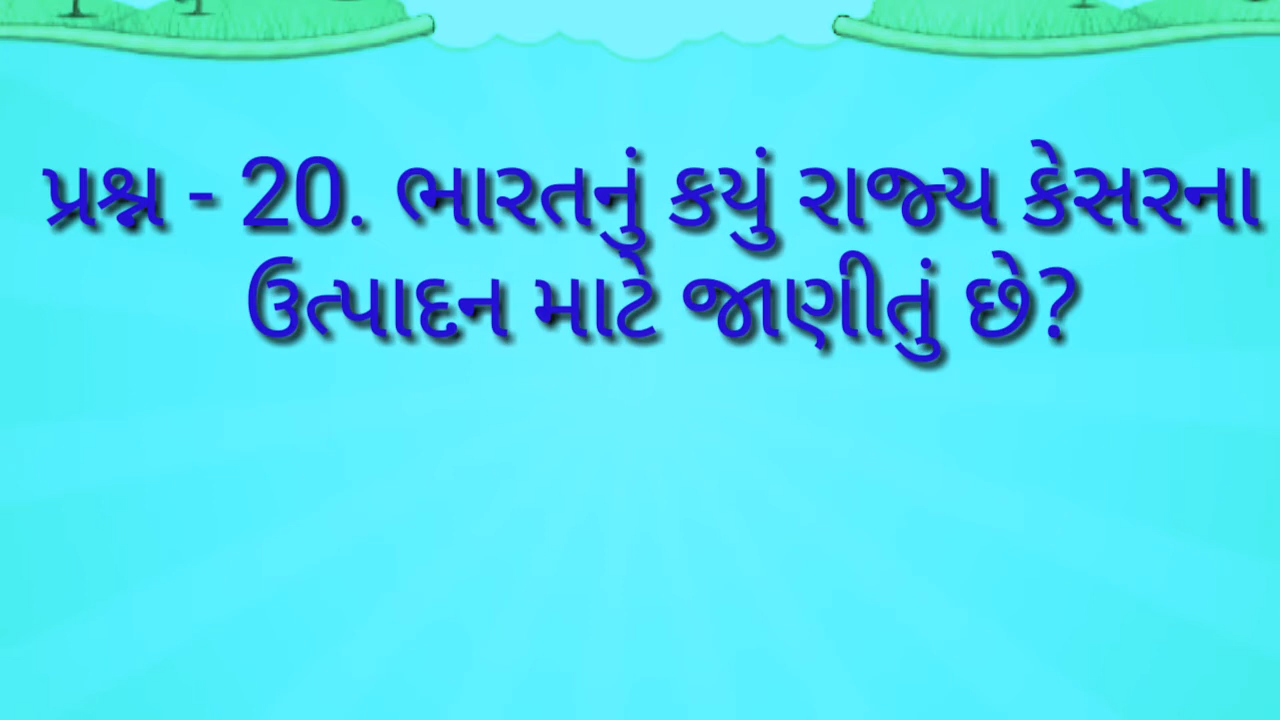 પ્રશ્ન - 20. ભારતનું કયું રાજ્ય કેસરના
ઉત્પાદન માટે જાણીતું છે?